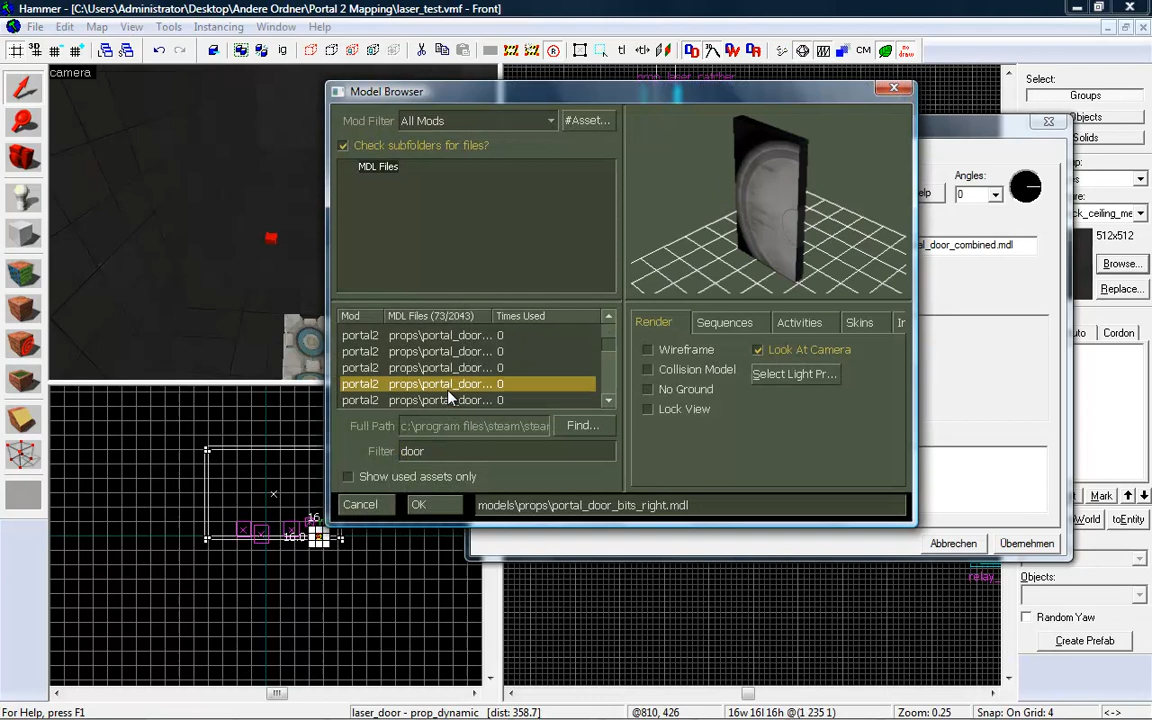 Hammer - [C:\Users\Administrator\Desktop\Andere Ordner\Portal 2 Mapping\laser_test.vmf - Front]
File Edit Map View Tools Instancing Window Help
camera
prop_laser_catcher
Model Browser
Mod Filter All Mods #Asset...
Check subfolders for files?
MDL Files
Mod MDL Files (73/2043) Times Used
portal2 props\portal_door... 0
portal2 props\portal_door... 0
portal2 props\portal_door... 0
portal2 props\portal_door... 0
portal2 props\portal_door... 0
Full Path c:\program files\steam\stear
Find...
Filter door
Show used assets only
Cancel OK models\props\portal_door_bits_right.mdl
Render Sequences Activities Skins
Wireframe Look At Camera
Collision Model Select Light Pr...
No Ground
Lock View
Angles:
0
al_door_combined.mdl
Abbrechen Übernehmen
relay_
16.
16.0
Select:
Groups
Objects
Solids
512x512
Browse...
Replace...
Cordon
Mark
toEntity
Objects:
Random Yaw
Create Prefab
For Help, press F1 laser_door - prop_dynamic [dist: 358.7] @810, 426 16w 16l 16h @(1 235 1) Zoom: 0.25 Snap: On Grid: 4 <->